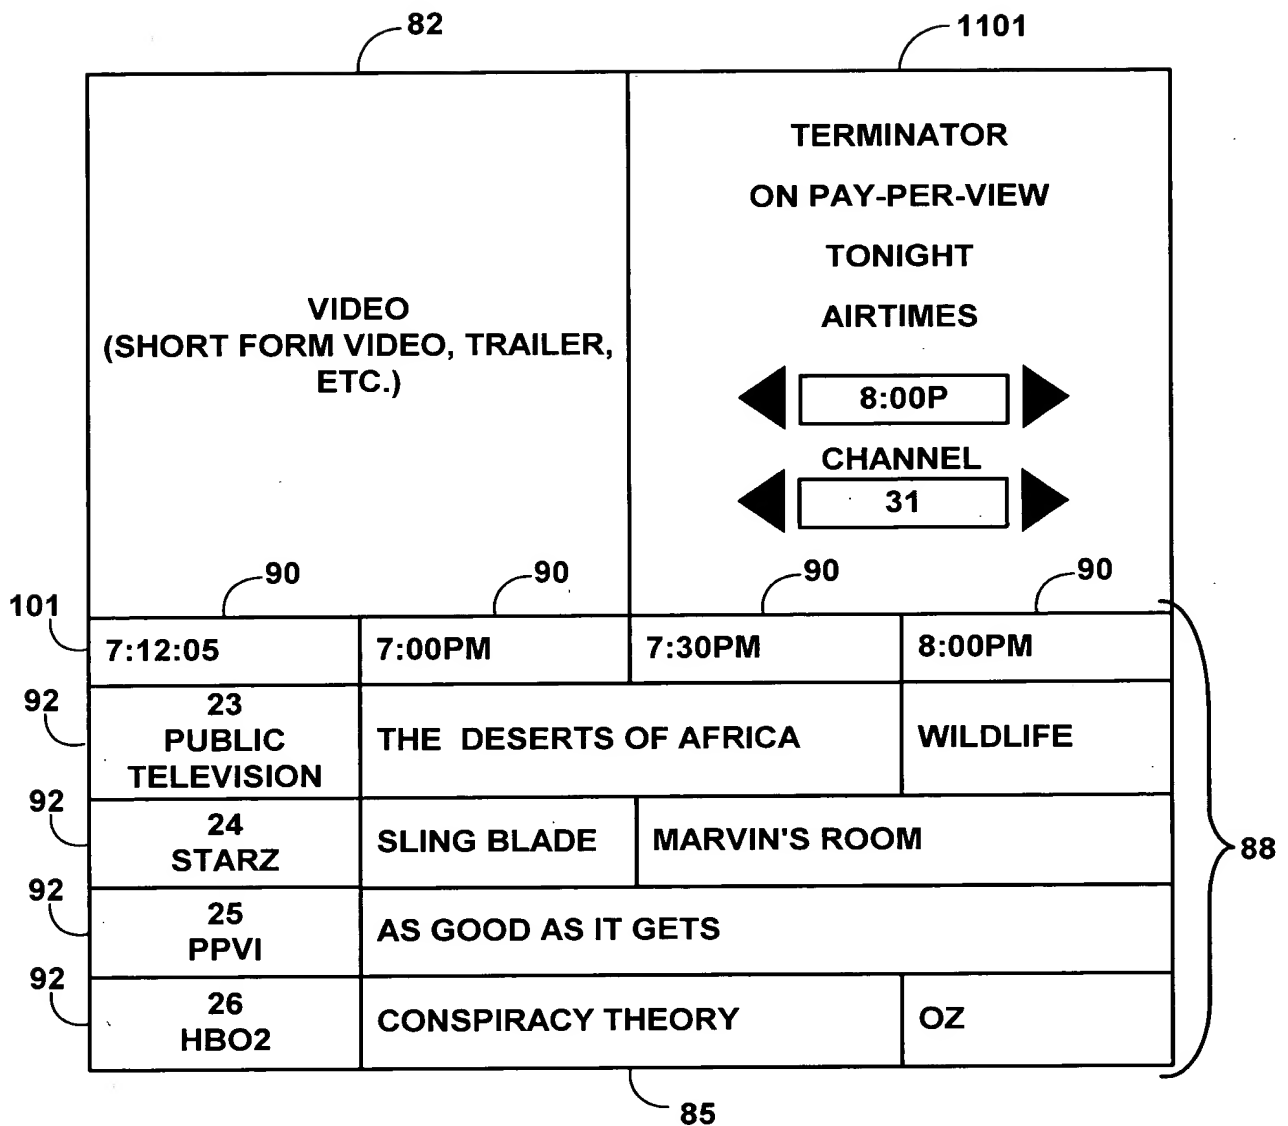 82
1101
TERMINATOR
ON PAY-PER-VIEW
TONIGHT
AIRTIMES
VIDEO
(SHORT FORM VIDEO, TRAILER,
ETC.)
8:00P
CHANNEL
31
90
90
90
90
101
7:12:05
7:00PM
7:30PM
8:00PM
92
23
PUBLIC
TELEVISION
THE DESERTS OF AFRICA
WILDLIFE
92
24
STARZ
SLING BLADE
MARVIN'S ROOM
88
92
25
PPVI
AS GOOD AS IT GETS
92
26
HBO2
CONSPIRACY THEORY
OZ
85